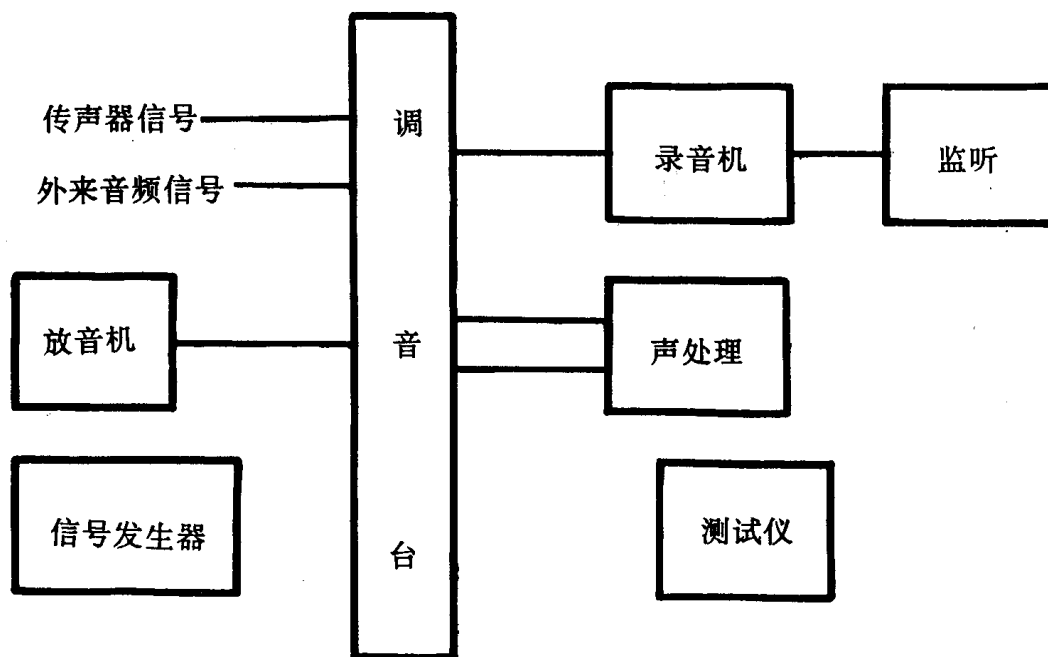 传声器信号
外来音频信号
放音机
信号发生器
调音台
录音机
监听
声处理
测试仪